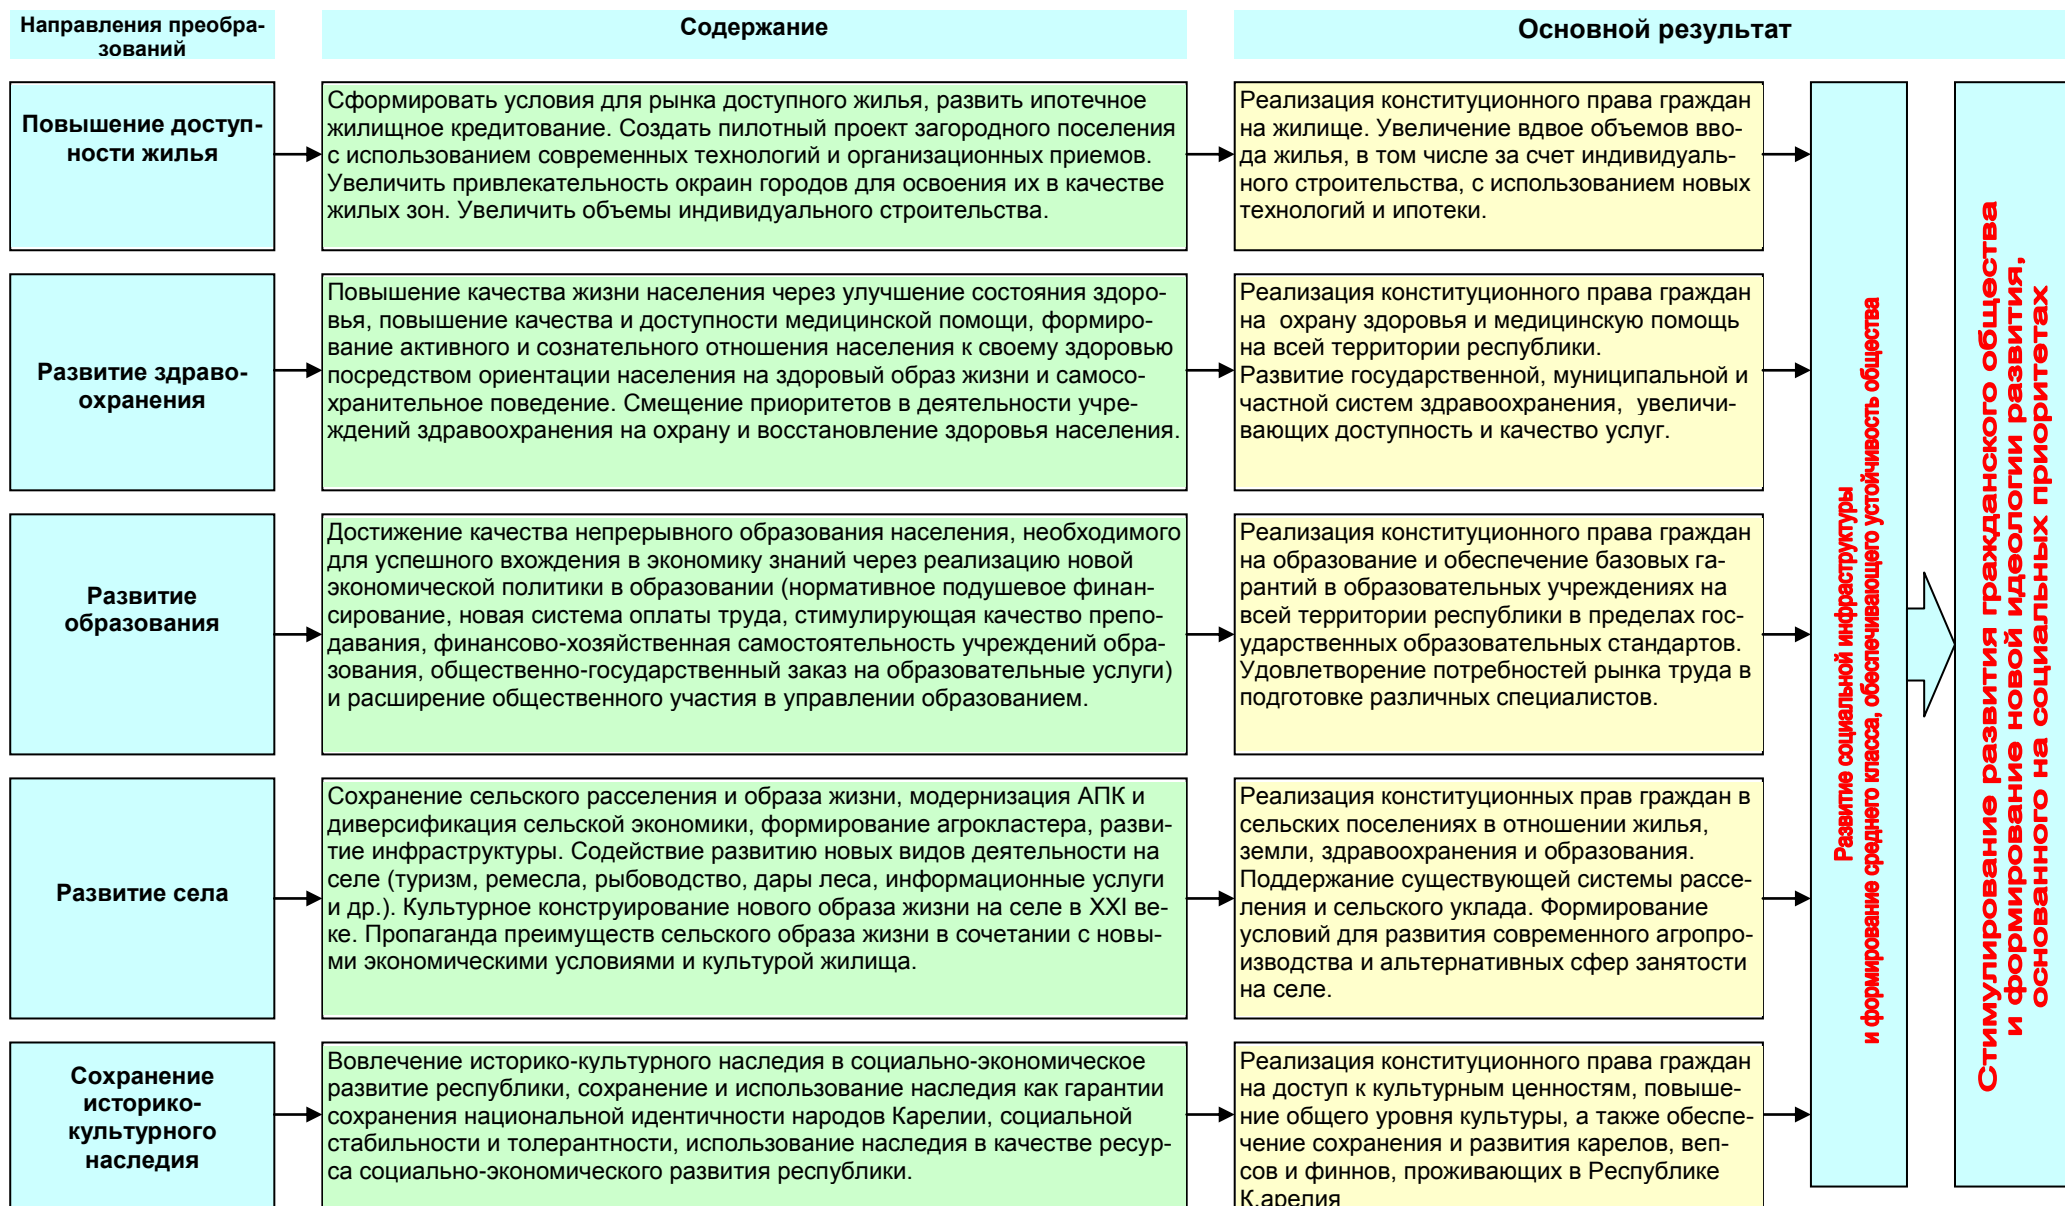 Направления преобра-
зований
Содержание
Основной результат
Повышение доступ-
ности жилья
Сформировать условия для рынка доступного жилья, развить ипотечное
жилищное кредитование. Создать пилотный проект загородного поселения
с использованием современных технологий и организационных приемов.
Увеличить привлекательность окраин городов для освоения их в качестве
жилых зон. Увеличить объемы индивидуального строительства.
Реализация конституционного права граждан
на жилище. Увеличение вдвое объемов вво-
да жилья, в том числе за счет индивидуаль-
ного строительства, с использованием новых
технологий и ипотеки.
Развитие здраво-
охранения
Повышение качества жизни населения через улучшение состояния здоро-
вья, повышение качества и доступности медицинской помощи, формиро-
вание активного и сознательного отношения населения к своему здоровью
посредством ориентации населения на здоровый образ жизни и самосо-
хранительное поведение. Смещение приоритетов в деятельности учре-
ждений здравоохранения на охрану и восстановление здоровья населения.
Реализация конституционного права граждан
на охрану здоровья и медицинскую помощь
на всей территории республики.
Развитие государственной, муниципальной и
частной систем здравоохранения, увеличи-
вающих доступность и качество услуг.
Развитие
образования
Достижение качества непрерывного образования населения, необходимого
для успешного вхождения в экономику знаний через реализацию новой
экономической политики в образовании (нормативное подушевое финан-
сирование, новая система оплаты труда, стимулирующая качество препо-
давания, финансово-хозяйственная самостоятельность учреждений обра-
зования, общественно-государственный заказ на образовательные услуги)
и расширение общественного участия в управлении образованием.
Реализация конституционного права граждан
на образование и обеспечение базовых га-
рантий в образовательных учреждениях на
всей территории республики в пределах гос-
ударственных образовательных стандартов.
Удовлетворение потребностей рынка труда в
подготовке различных специалистов.
Развитие села
Сохранение сельского расселения и образа жизни, модернизация АПК и
диверсификация сельской экономики, формирование агрокластера, разви-
тие инфраструктуры. Содействие развитию новых видов деятельности на
селе (туризм, ремесла, рыбоводство, дары леса, информационные услуги
и др.). Культурное конструирование нового образа жизни на селе в XXI ве-
ке. Пропаганда преимуществ сельского образа жизни в сочетании с новы-
ми экономическими условиями и культурой жилища.
Реализация конституционных прав граждан в
сельских поселениях в отношении жилья,
земли, здравоохранения и образования.
Поддержание существующей системы рассе-
ления и сельского уклада. Формирование
условий для развития современного агропро-
изводства и альтернативных сфер занятости
на селе.
Сохранение
историко-
культурного
наследия
Вовлечение историко-культурного наследия в социально-экономическое
развитие республики, сохранение и использование наследия как гарантии
сохранения национальной идентичности народов Карелии, социальной
стабильности и толерантности, использование наследия в качестве ресур-
са социально-экономического развития республики.
Реализация конституционного права граждан
на доступ к культурным ценностям, повыше-
ние общего уровня культуры, а также обеспе-
чение сохранения и развития карелов, веп-
сов и финнов, проживающих в Республике
К.арелия
Развитие социальной инфраструктуры
и формирование среднего класса, обеспечивающего устойчивость общества
Стимулирование развития гражданского общества
и формирование новой идеологии развития,
основанного на социальных приоритетах